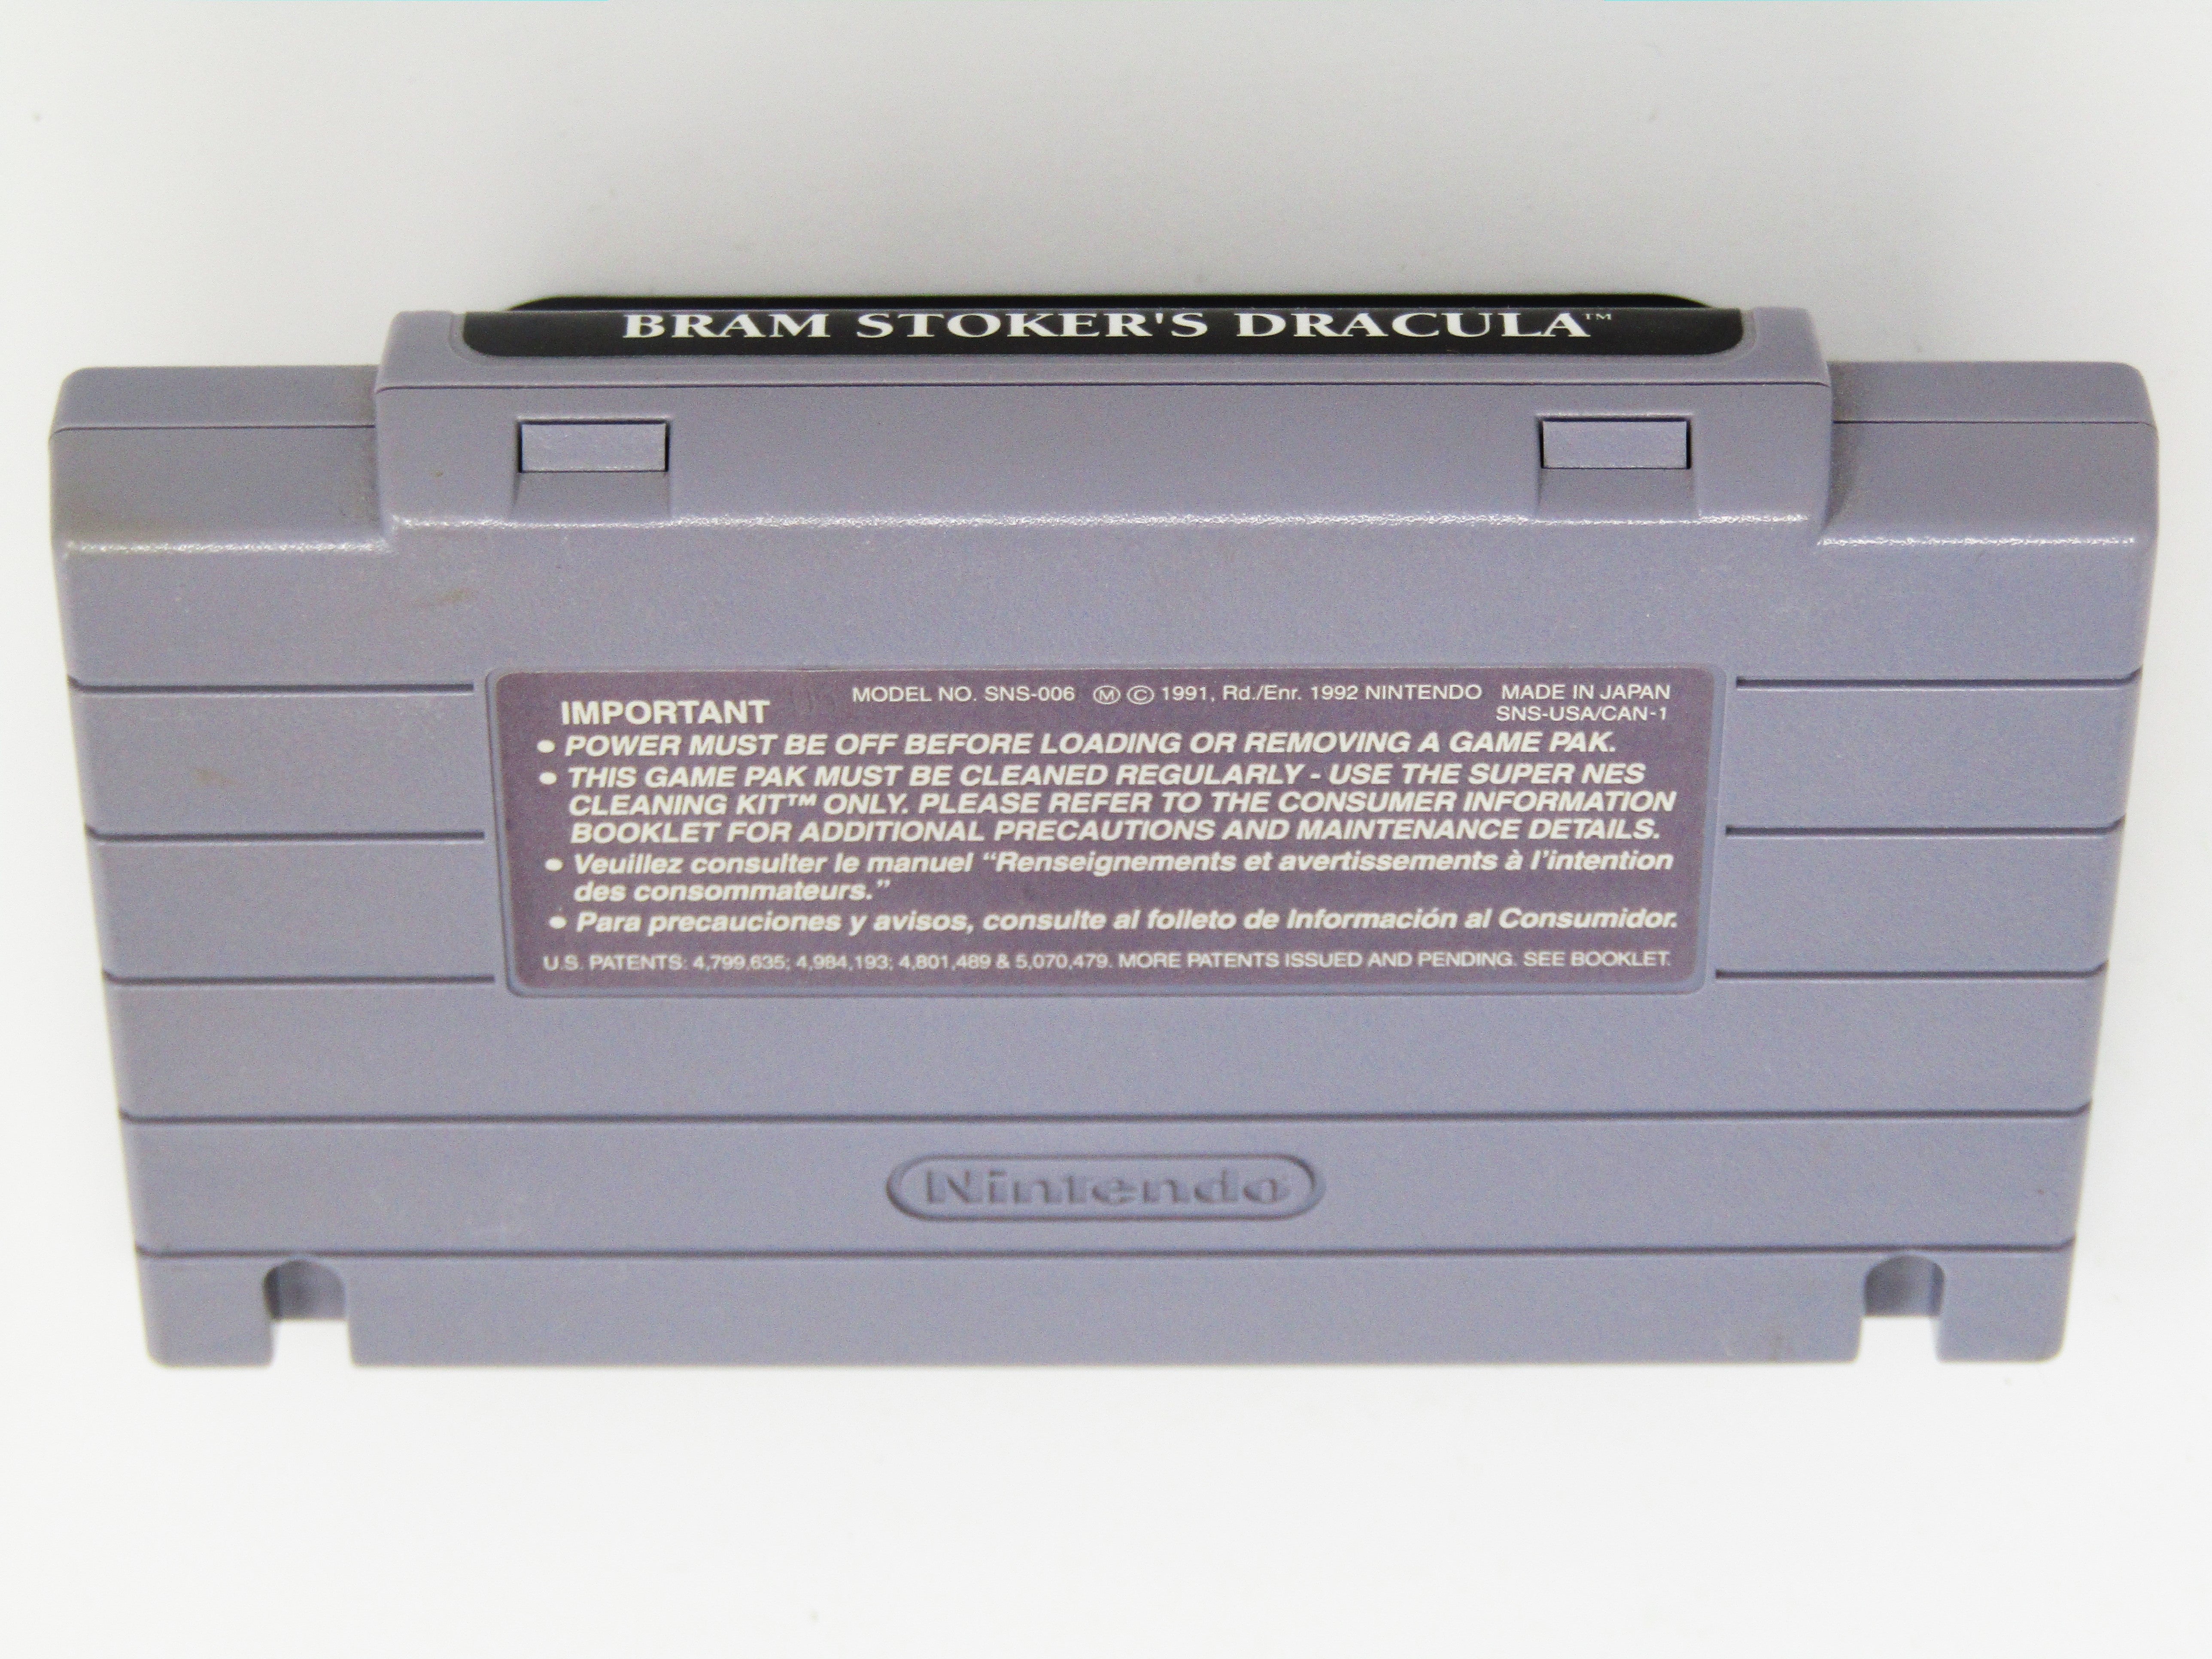 BRAM STOKER'S DRACULA™
IMPORTANT
MODEL NO. SNS-006 Ⓜ © 1991, Rd./Enr. 1992 NINTENDO MADE IN JAPAN
SNS-USA/CAN-1
• POWER MUST BE OFF BEFORE LOADING OR REMOVING A GAME PAK.
• THIS GAME PAK MUST BE CLEANED REGULARLY - USE THE SUPER NES
CLEANING KIT™ ONLY. PLEASE REFER TO THE CONSUMER INFORMATION
BOOKLET FOR ADDITIONAL PRECAUTIONS AND MAINTENANCE DETAILS.
• Veuillez consulter le manuel “Renseignements et avertissements à l'intention
des consommateurs.”
• Para precauciones y avisos, consulte al folleto de Información al Consumidor.
U.S. PATENTS: 4,799,635; 4,984,193; 4,801,489 & 5,070,479. MORE PATENTS ISSUED AND PENDING. SEE BOOKLET.
Nintendo